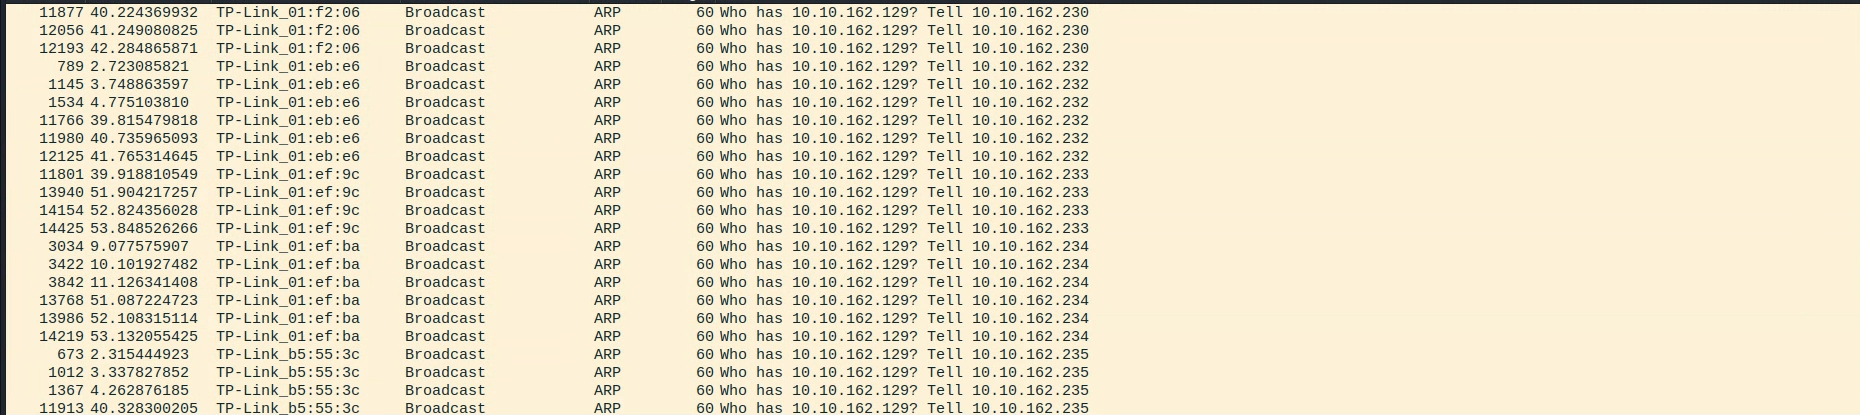 11877 40.224369932 TP-Link_01:f2:06 Broadcast ARP 60 Who has 10.10.162.129? Tell 10.10.162.230
12056 41.249080825 TP-Link_01:f2:06 Broadcast ARP 60 Who has 10.10.162.129? Tell 10.10.162.230
12193 42.284865871 TP-Link_01:f2:06 Broadcast ARP 60 Who has 10.10.162.129? Tell 10.10.162.230
789 2.723085821 TP-Link_01:eb:e6 Broadcast ARP 60 Who has 10.10.162.129? Tell 10.10.162.232
1145 3.748863597 TP-Link_01:eb:e6 Broadcast ARP 60 Who has 10.10.162.129? Tell 10.10.162.232
1534 4.775103810 TP-Link_01:eb:e6 Broadcast ARP 60 Who has 10.10.162.129? Tell 10.10.162.232
11766 39.815479818 TP-Link_01:eb:e6 Broadcast ARP 60 Who has 10.10.162.129? Tell 10.10.162.232
11980 40.735965093 TP-Link_01:eb:e6 Broadcast ARP 60 Who has 10.10.162.129? Tell 10.10.162.232
12125 41.765314645 TP-Link_01:eb:e6 Broadcast ARP 60 Who has 10.10.162.129? Tell 10.10.162.232
11801 39.918810549 TP-Link_01:ef:9c Broadcast ARP 60 Who has 10.10.162.129? Tell 10.10.162.233
13940 51.904217257 TP-Link_01:ef:9c Broadcast ARP 60 Who has 10.10.162.129? Tell 10.10.162.233
14154 52.824356028 TP-Link_01:ef:9c Broadcast ARP 60 Who has 10.10.162.129? Tell 10.10.162.233
14425 53.848526266 TP-Link_01:ef:9c Broadcast ARP 60 Who has 10.10.162.129? Tell 10.10.162.233
3034 9.077575907 TP-Link_01:ef:ba Broadcast ARP 60 Who has 10.10.162.129? Tell 10.10.162.234
3422 10.101927482 TP-Link_01:ef:ba Broadcast ARP 60 Who has 10.10.162.129? Tell 10.10.162.234
3842 11.126341408 TP-Link_01:ef:ba Broadcast ARP 60 Who has 10.10.162.129? Tell 10.10.162.234
13768 51.087224723 TP-Link_01:ef:ba Broadcast ARP 60 Who has 10.10.162.129? Tell 10.10.162.234
13986 52.108315114 TP-Link_01:ef:ba Broadcast ARP 60 Who has 10.10.162.129? Tell 10.10.162.234
14219 53.132055425 TP-Link_01:ef:ba Broadcast ARP 60 Who has 10.10.162.129? Tell 10.10.162.234
673 2.315444923 TP-Link_b5:55:3c Broadcast ARP 60 Who has 10.10.162.129? Tell 10.10.162.235
1012 3.337827852 TP-Link_b5:55:3c Broadcast ARP 60 Who has 10.10.162.129? Tell 10.10.162.235
1367 4.262876185 TP-Link_b5:55:3c Broadcast ARP 60 Who has 10.10.162.129? Tell 10.10.162.235
11913 40.328300205 TP-Link_b5:55:3c Broadcast ARP 60 Who has 10.10.162.129? Tell 10.10.162.235